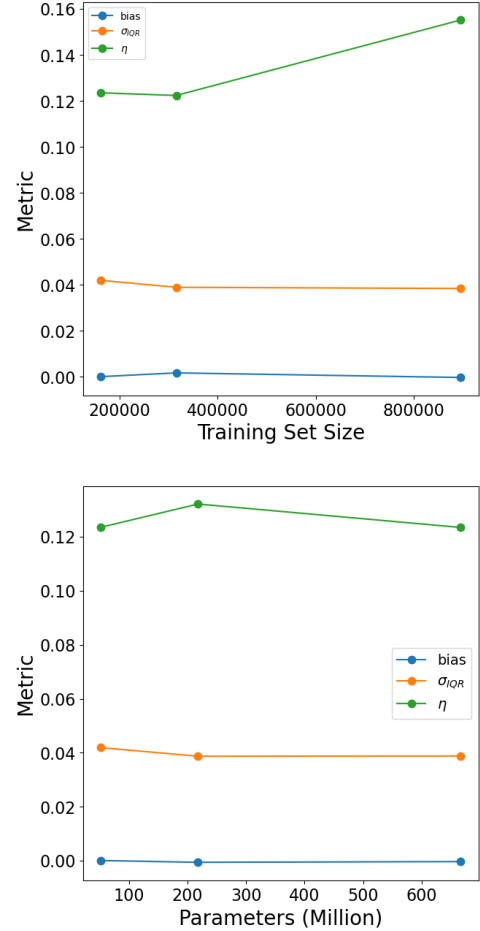 0.16
0.14
0.12
0.10
0.08
0.06
0.04
0.02
0.00
Metric
bias
σIQR
η
200000 400000 600000 800000
Training Set Size
0.12
0.10
0.08
0.06
0.04
0.02
0.00
Metric
bias
σIQR
η
100 200 300 400 500 600
Parameters (Million)